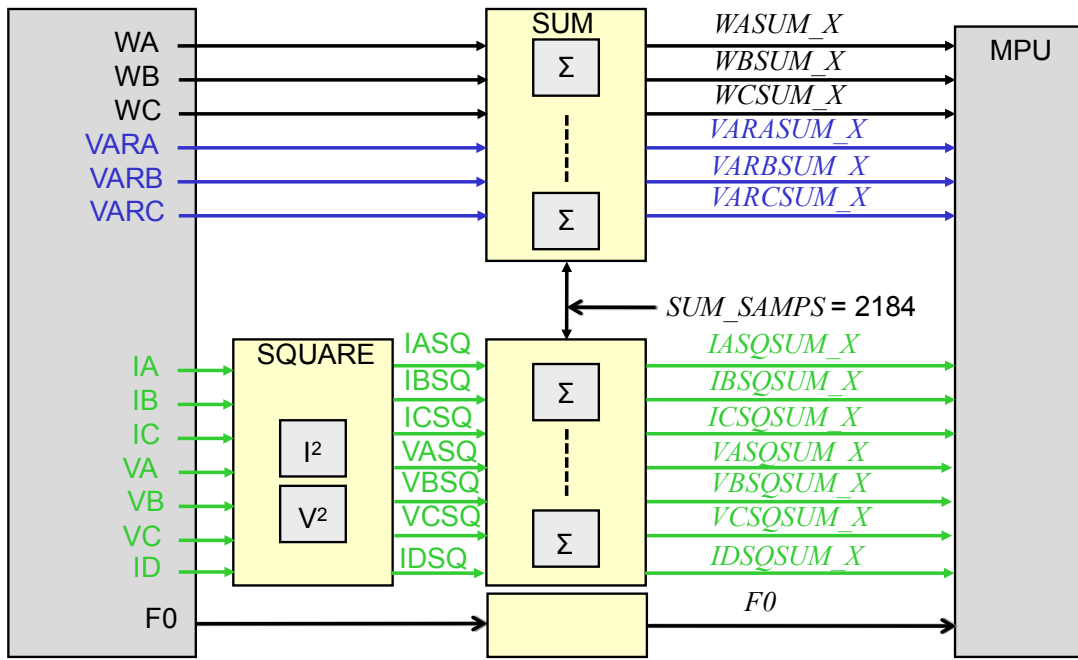 SUM
MPU
WA
WB
WC
VARA
VARB
VARC
Σ
Σ
WASUM_X
WBSUM_X
WCSUM_X
VARASUM_X
VARBSUM_X
VARCSUM_X
SUM_SAMPS = 2184
SQUARE
IA
IB
IC
VA
VB
VC
ID
I²
V²
IASQ
IBSQ
ICSQ
VASQ
VBSQ
VCSQ
IDSQ
Σ
Σ
IASQSUM_X
IBSQSUM_X
ICSQSUM_X
VASQSUM_X
VBSQSUM_X
VCSQSUM_X
IDSQSUM_X
F0
F0